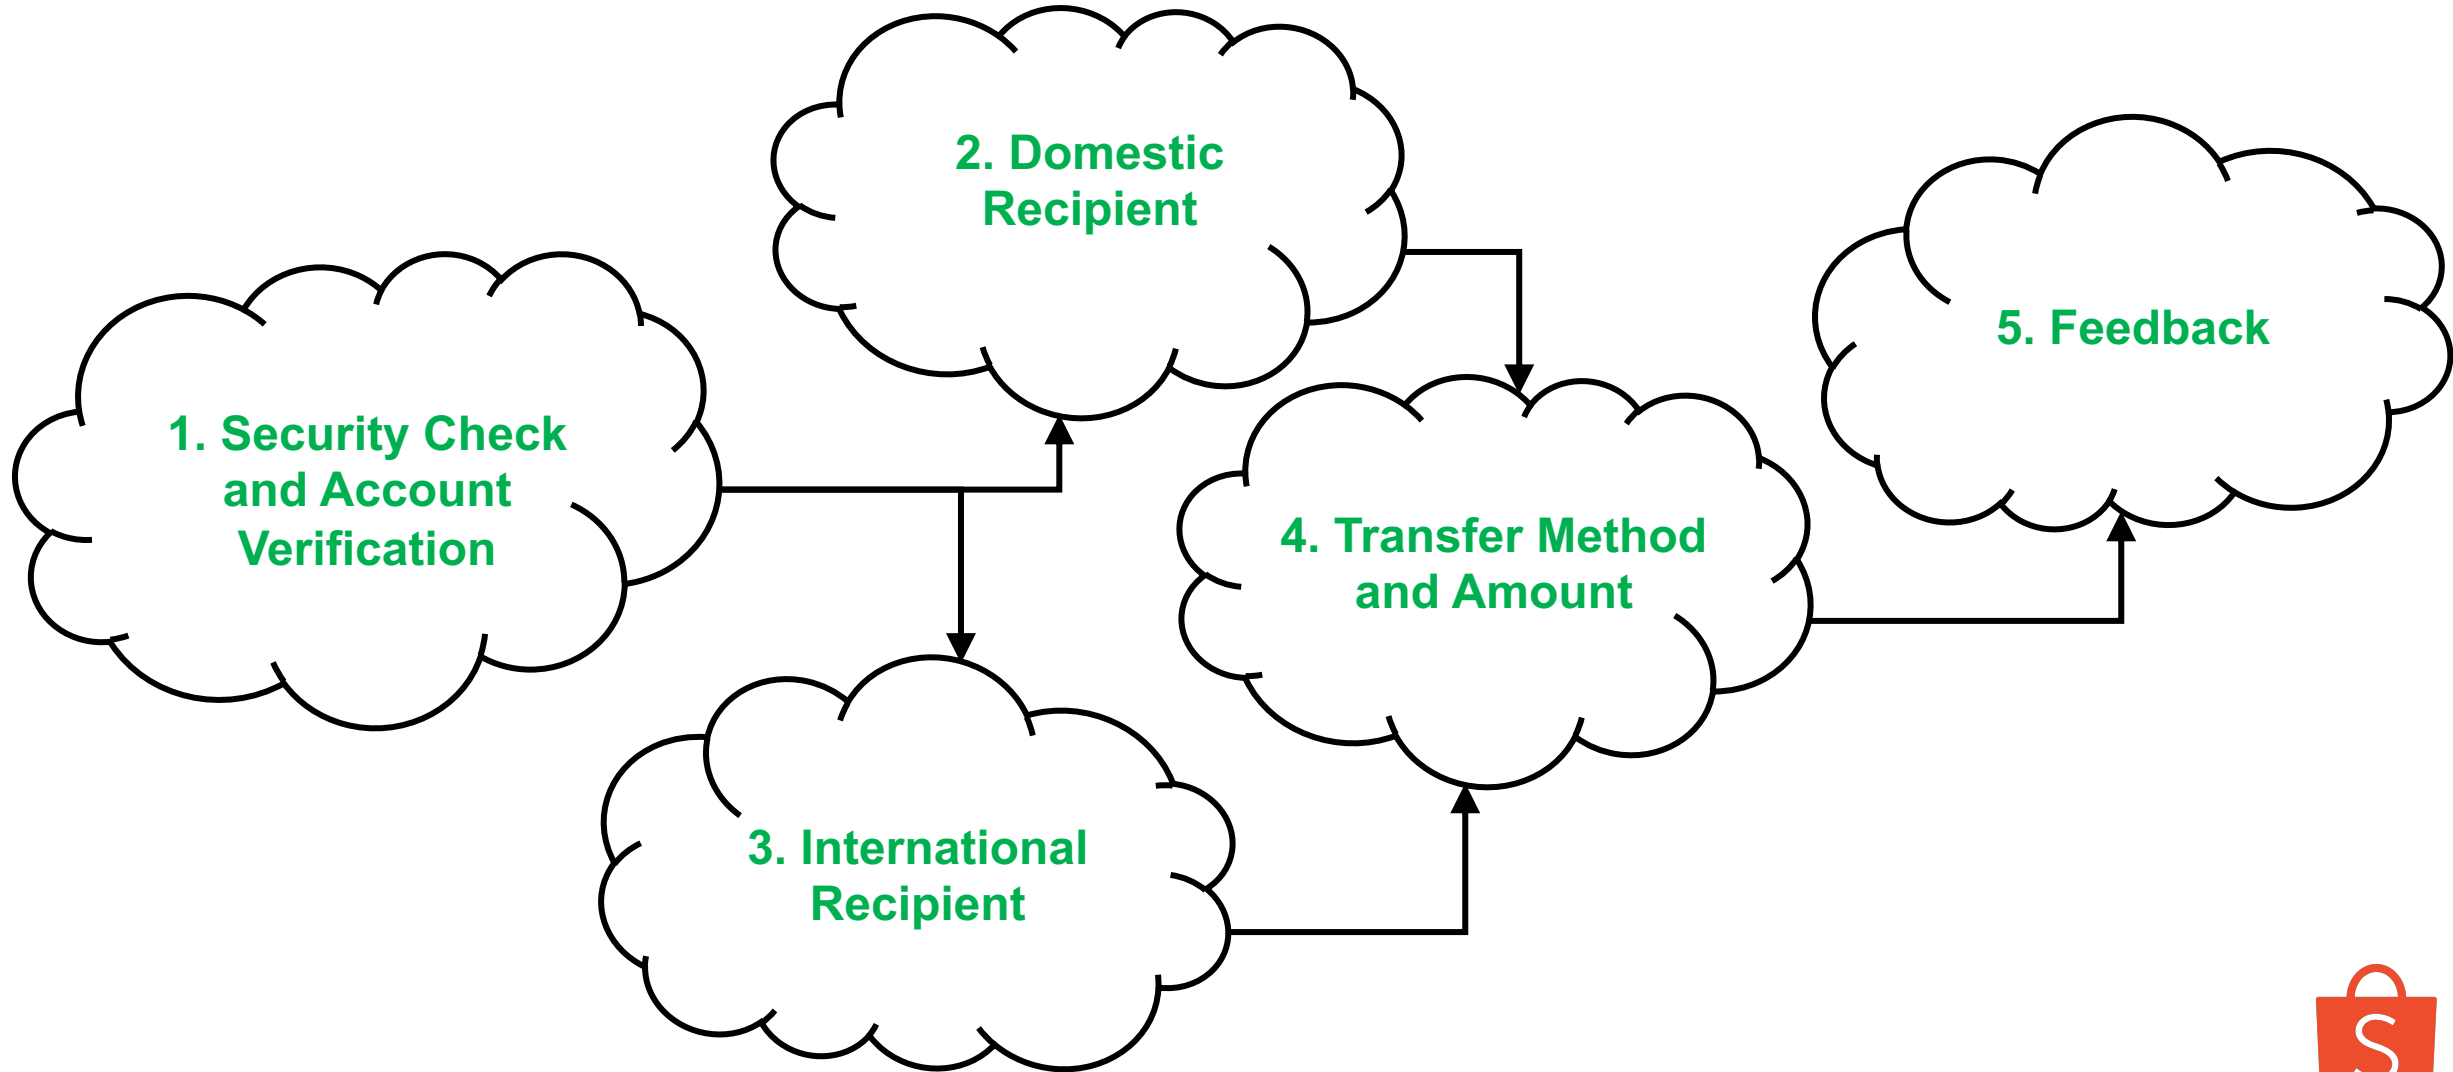 1. Security Check
and Account
Verification
2. Domestic
Recipient
3. International
Recipient
4. Transfer Method
and Amount
5. Feedback
S